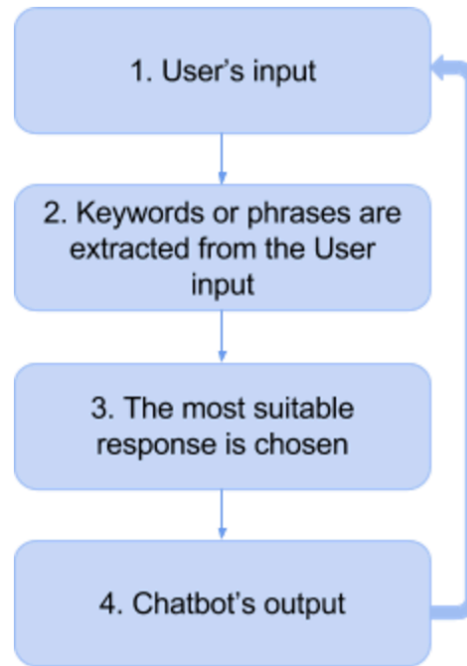 1. User's input
2. Keywords or phrases are
extracted from the User
input
3. The most suitable
response is chosen
4. Chatbot's output